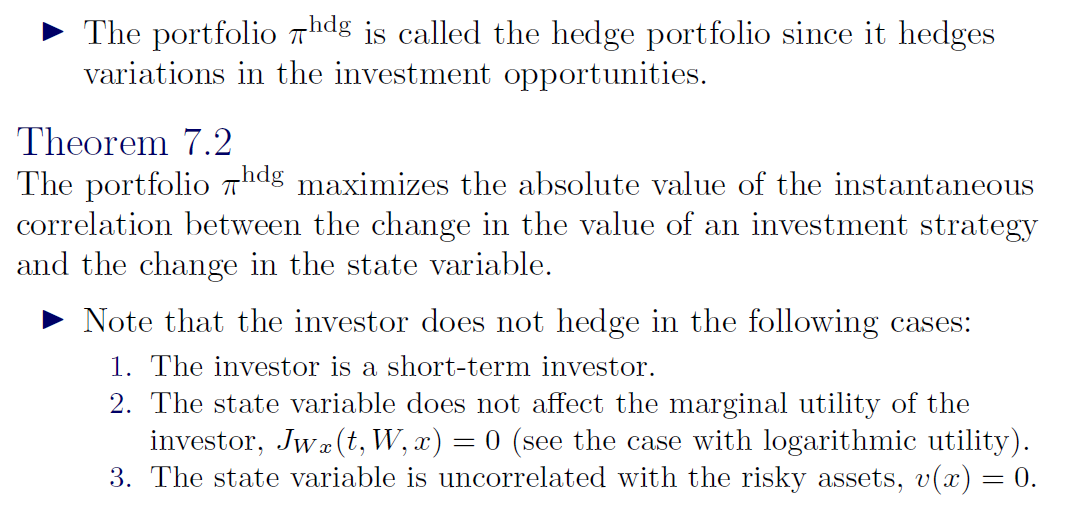 ▶ The portfolio π^hdg is called the hedge portfolio since it hedges
variations in the investment opportunities.
Theorem 7.2
The portfolio π^hdg maximizes the absolute value of the instantaneous
correlation between the change in the value of an investment strategy
and the change in the state variable.
▶ Note that the investor does not hedge in the following cases:
1. The investor is a short-term investor.
2. The state variable does not affect the marginal utility of the
investor, J_{Wx}(t, W, x) = 0 (see the case with logarithmic utility).
3. The state variable is uncorrelated with the risky assets, v(x) = 0.